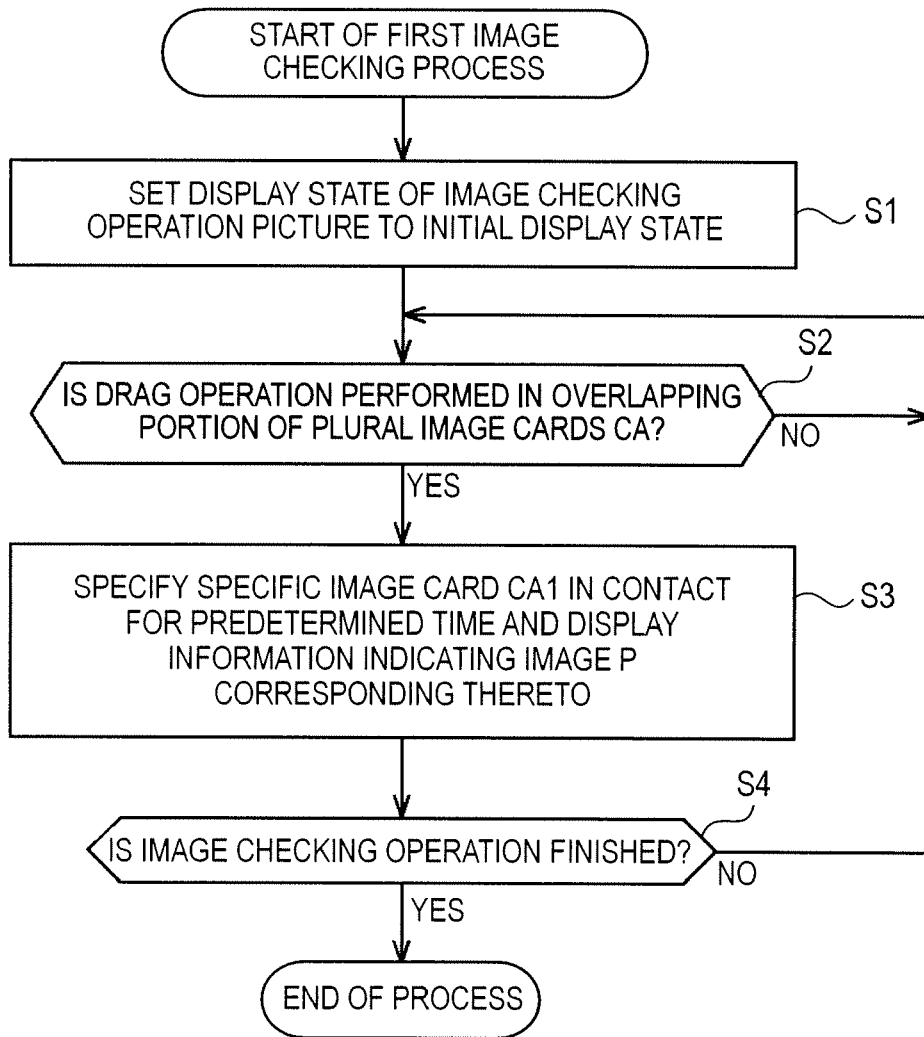 START OF FIRST IMAGE
CHECKING PROCESS
SET DISPLAY STATE OF IMAGE CHECKING
OPERATION PICTURE TO INITIAL DISPLAY STATE
S1
S2
IS DRAG OPERATION PERFORMED IN OVERLAPPING
PORTION OF PLURAL IMAGE CARDS CA?
NO
YES
SPECIFY SPECIFIC IMAGE CARD CA1 IN CONTACT
FOR PREDETERMINED TIME AND DISPLAY
INFORMATION INDICATING IMAGE P
CORRESPONDING THERETO
S3
S4
IS IMAGE CHECKING OPERATION FINISHED?
NO
YES
END OF PROCESS